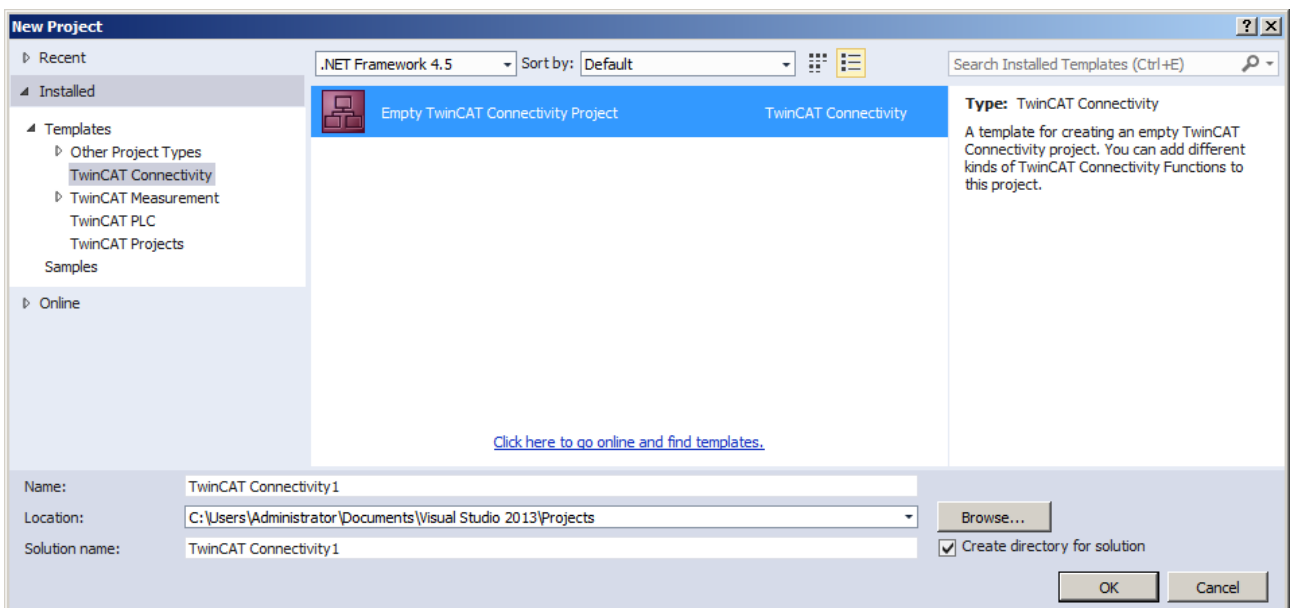 New Project
Recent
Installed
Templates
Other Project Types
TwinCAT Connectivity
TwinCAT Measurement
TwinCAT PLC
TwinCAT Projects
Samples
Online
.NET Framework 4.5 Sort by: Default
Search Installed Templates (Ctrl+E)
Empty TwinCAT Connectivity Project TwinCAT Connectivity
Click here to go online and find templates.
Type: TwinCAT Connectivity
A template for creating an empty TwinCAT
Connectivity project. You can add different
kinds of TwinCAT Connectivity Functions to
this project.
Name: TwinCAT Connectivity1
Location: C:\Users\Administrator\Documents\Visual Studio 2013\Projects
Browse...
Solution name: TwinCAT Connectivity1
Create directory for solution
OK Cancel